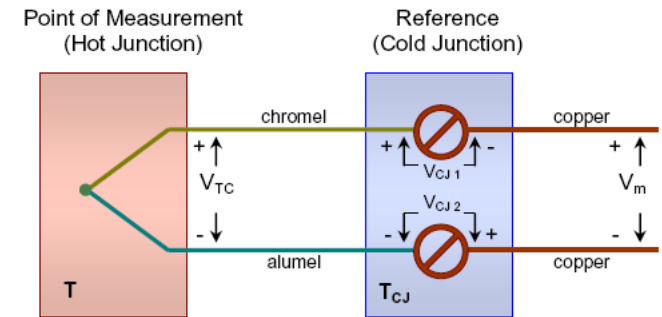 Point of Measurement
(Hot Junction)
Reference
(Cold Junction)
chromel
copper
+
+
-
+
V_TC
V_CJ 1
V_m
V_CJ 2
-
-
+
-
alumel
copper
T
T_CJ